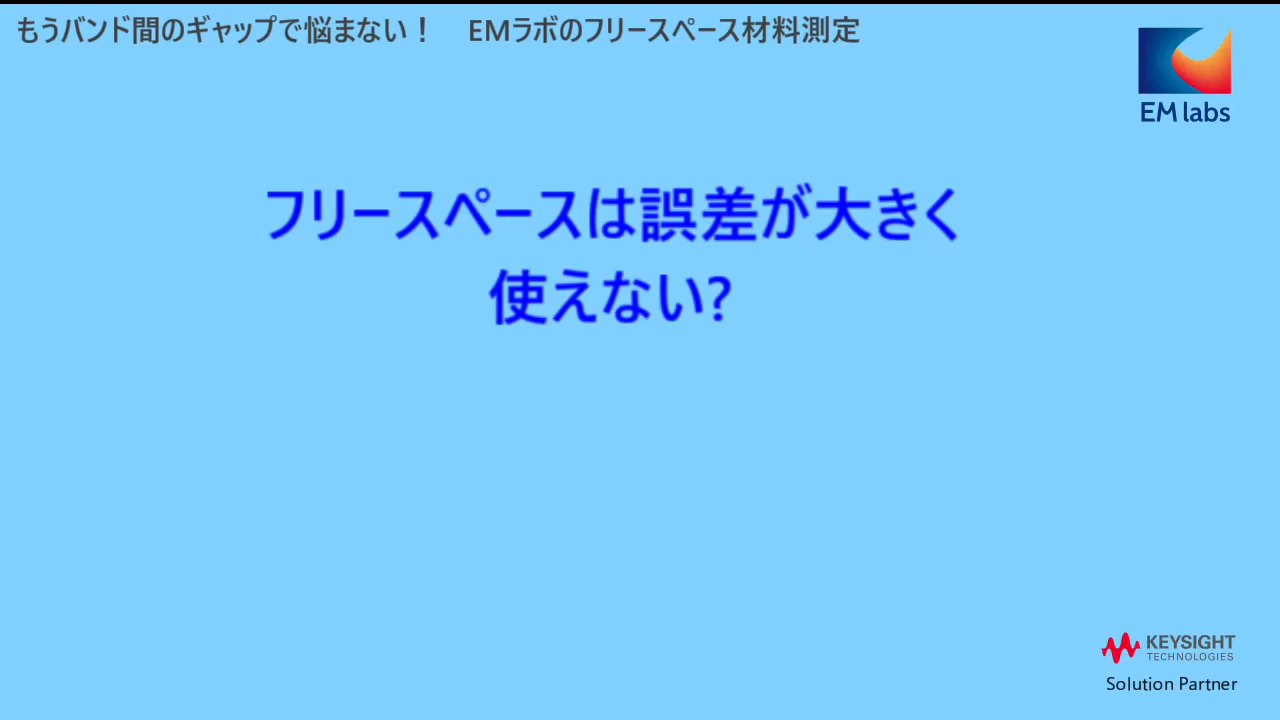 もうバンド間のギャップで悩まない！　EMラボのフリースペース材料測定
EM labs
フリースペースは誤差が大きく
使えない?
KEYSIGHT
TECHNOLOGIES
Solution Partner